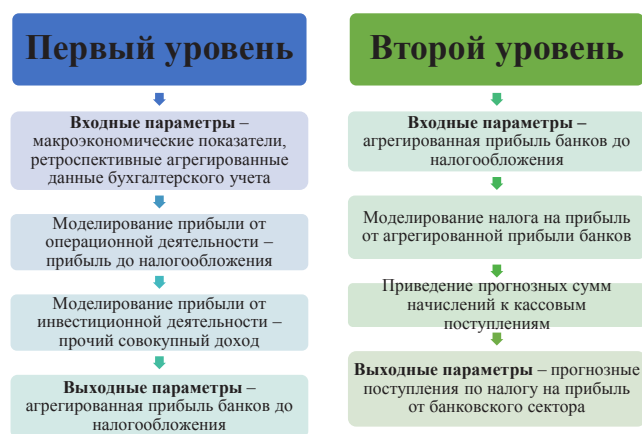 Первый уровень
Входные параметры –
макроэкономические показатели,
ретроспективные агрегированные
данные бухгалтерского учета
Моделирование прибыли от
операционной деятельности –
прибыль до налогообложения
Моделирование прибыли от
инвестиционной деятельности –
прочий совокупный доход
Выходные параметры –
агрегированная прибыль банков до
налогообложения
Второй уровень
Входные параметры –
агрегированная прибыль банков до
налогообложения
Моделирование налога на прибыль
от агрегированной прибыли банков
Приведение прогнозных сумм
начислений к кассовым
поступлениям
Выходные параметры – прогнозные
поступления по налогу на прибыль
от банковского сектора